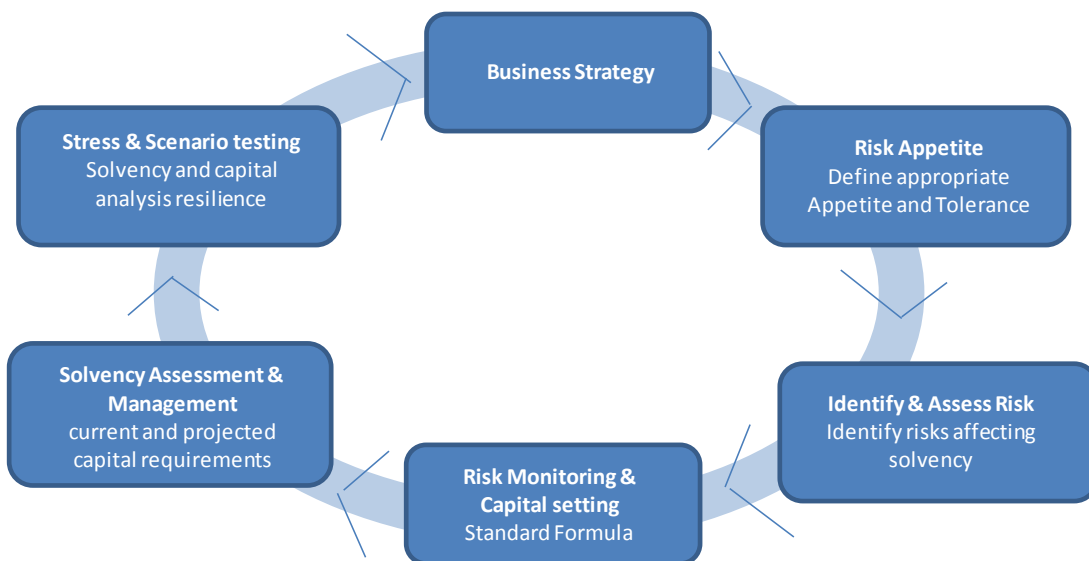 Business Strategy
Risk Appetite
Define appropriate
Appetite and Tolerance
Identify & Assess Risk
Identify risks affecting
solvency
Risk Monitoring &
Capital setting
Standard Formula
Solvency Assessment &
Management
current and projected
capital requirements
Stress & Scenario testing
Solvency and capital
analysis resilience